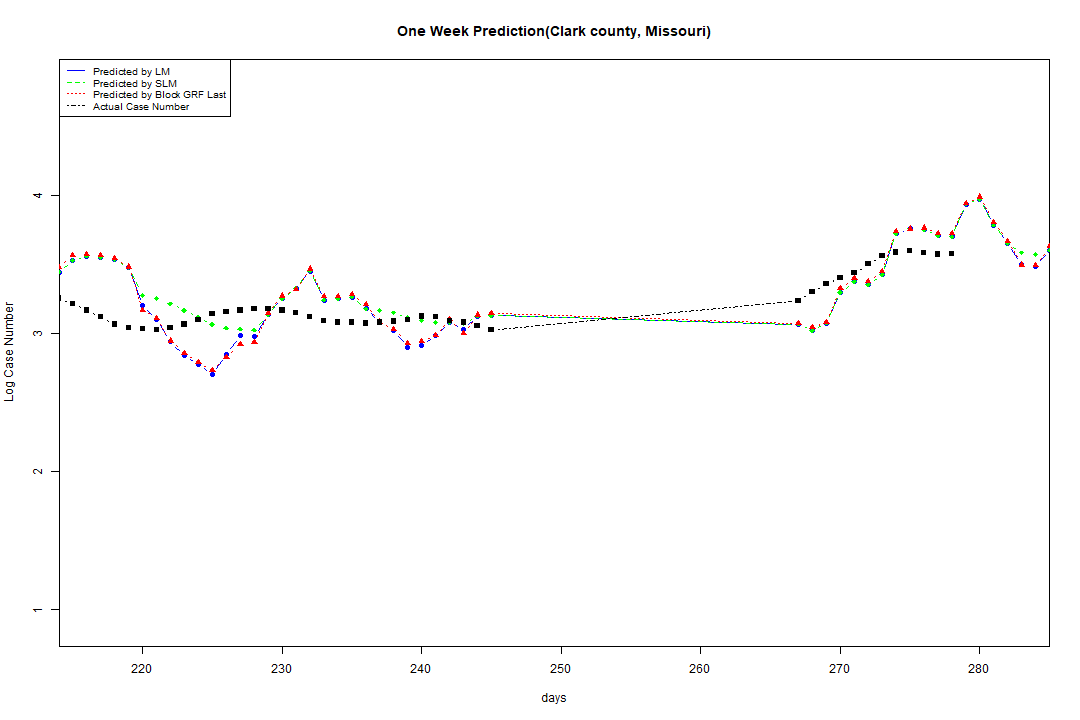 One Week Prediction(Clark county, Missouri)
Predicted by LM
Predicted by SLM
Predicted by Block GRF Last
Actual Case Number
4
3
2
1
Log Case Number
220 230 240 250 260 270 280
days